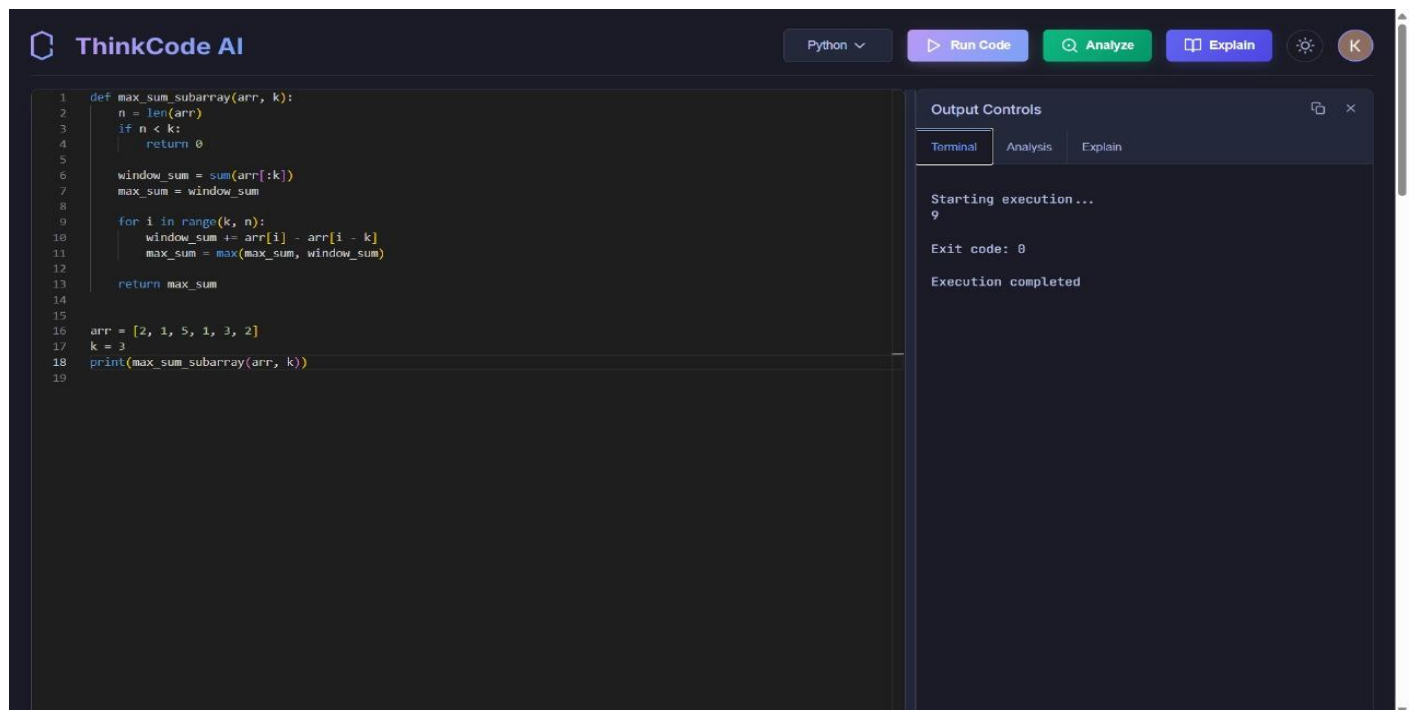 ThinkCode AI
Python
Run Code
Analyze
Explain
K
1 def max_sum_subarray(arr, k):
2     n = len(arr)
3     if n < k:
4         return 0
5
6     window_sum = sum(arr[:k])
7     max_sum = window_sum
8
9     for i in range(k, n):
10         window_sum += arr[i] - arr[i - k]
11         max_sum = max(max_sum, window_sum)
12
13     return max_sum
14
15
16 arr = [2, 1, 5, 1, 3, 2]
17 k = 3
18 print(max_sum_subarray(arr, k))
19
Output Controls
Terminal
Analysis
Explain
Starting execution...
9
Exit code: 0
Execution completed